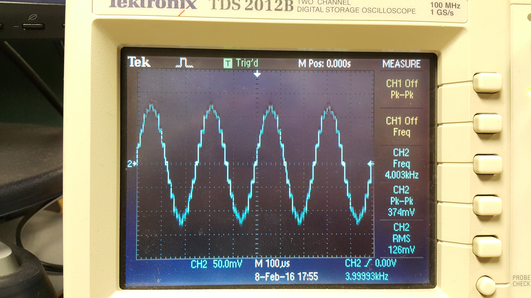 Tektronix TDS 2012B TWO CHANNEL DIGITAL STORAGE OSCILLOSCOPE 100 MHz 1 GS/s
Tek T Trig'd M Pos: 0.000s MEASURE
CH1 Off
Pk-Pk
CH1 Off
Freq
2
CH2
Freq
4.003kHz
CH2
Pk-Pk
374mV
CH2
RMS
126mV
CH2 50.0mV M 100µs CH2 0.00V
8-Feb-16 17:55 3.99993kHz
PROBE
CHECK